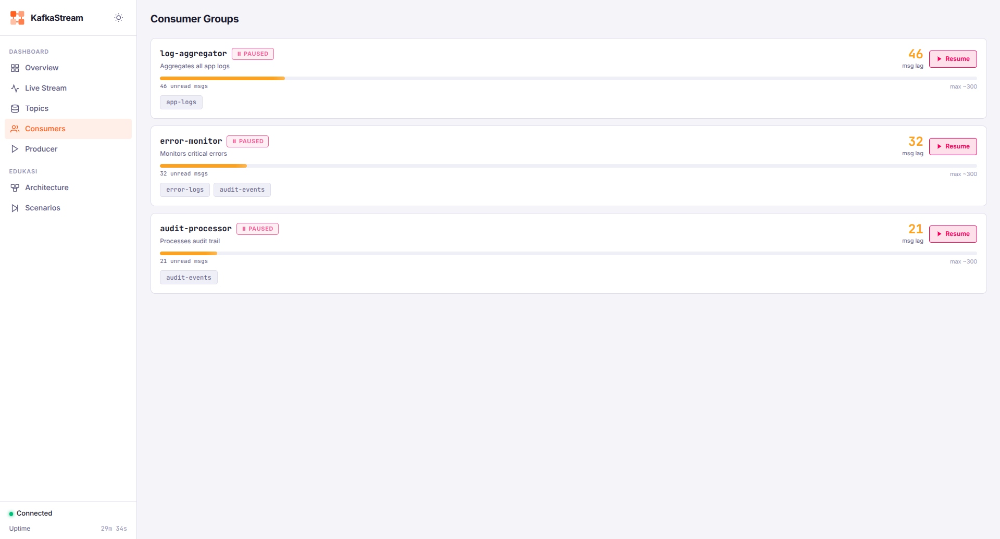 KafkaStream
DASHBOARD
Overview
Live Stream
Topics
Consumers
Producer
EDUKASI
Architecture
Scenarios
Connected
Uptime 29m 34s
Consumer Groups
log-aggregator PAUSED
Aggregates all app logs
46
msg lag
Resume
46 unread msgs max ~300
app-logs
error-monitor PAUSED
Monitors critical errors
32
msg lag
Resume
32 unread msgs max ~300
error-logs audit-events
audit-processor PAUSED
Processes audit trail
21
msg lag
Resume
21 unread msgs max ~300
audit-events